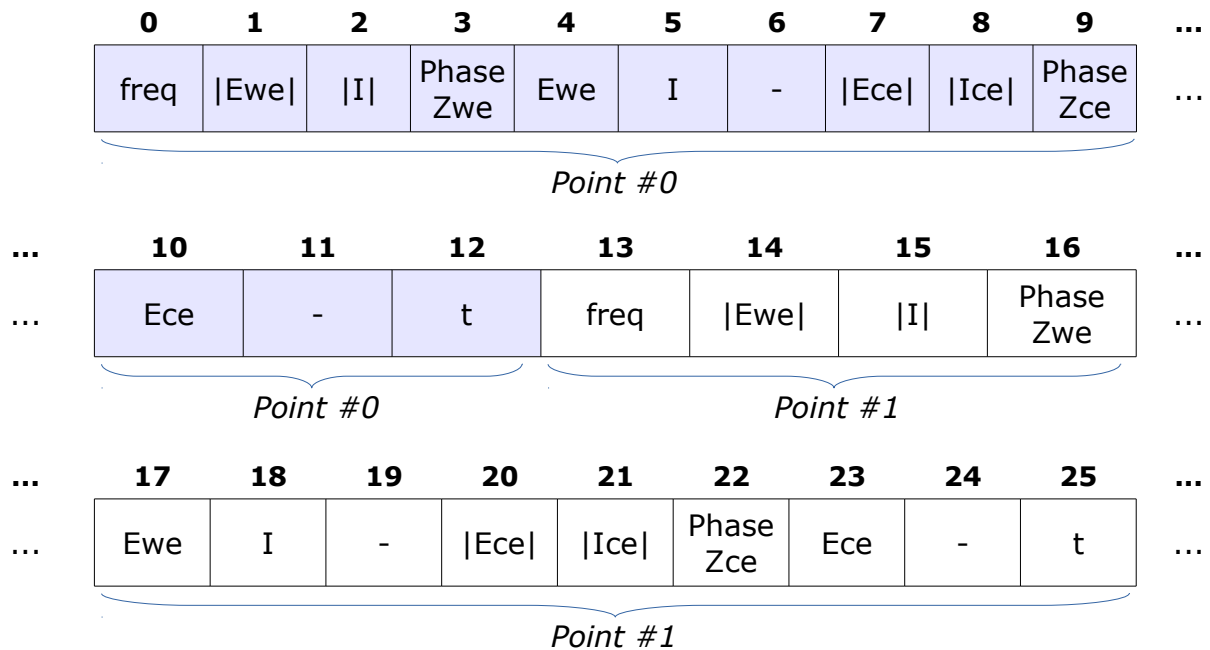 0 1 2 3 4 5 6 7 8 9 ...
freq |Ewe| |I| Phase Zwe Ewe I - |Ece| |Ice| Phase Zce ...
Point #0
... 10 11 12 13 14 15 16 ...
... Ece - t freq |Ewe| |I| Phase Zwe ...
Point #0 Point #1
... 17 18 19 20 21 22 23 24 25 ...
... Ewe I - |Ece| |Ice| Phase Zce Ece - t ...
Point #1